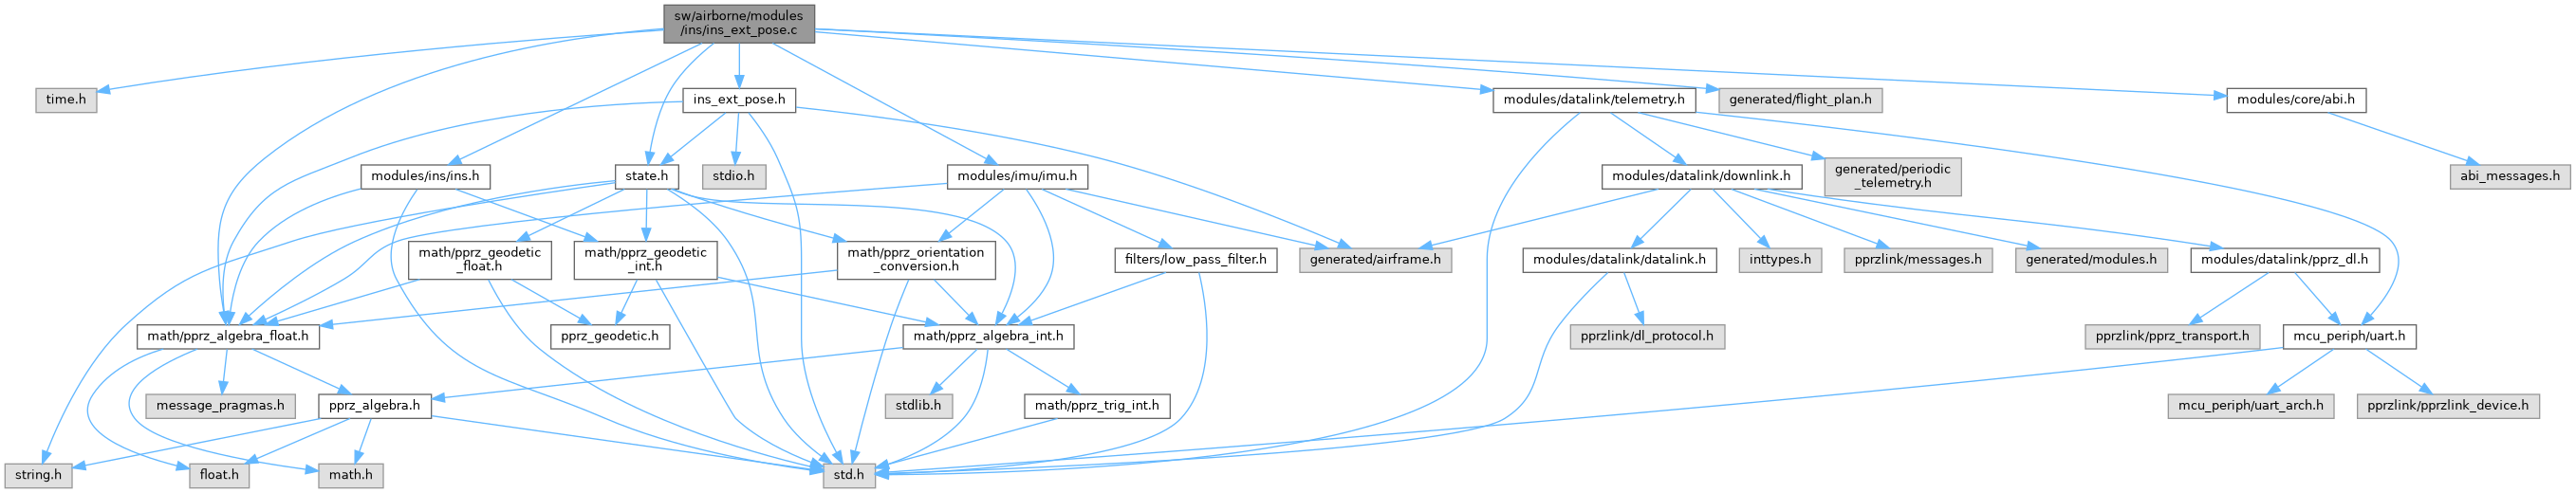 sw/airborne/modules
/ins/ins_ext_pose.c
time.h
ins_ext_pose.h
modules/datalink/telemetry.h
generated/flight_plan.h
modules/core/abi.h
modules/ins/ins.h
state.h
stdio.h
modules/imu/imu.h
modules/datalink/downlink.h
generated/periodic
_telemetry.h
abi_messages.h
math/pprz_geodetic
_float.h
math/pprz_geodetic
_int.h
math/pprz_orientation
_conversion.h
filters/low_pass_filter.h
generated/airframe.h
modules/datalink/datalink.h
inttypes.h
pprzlink/messages.h
generated/modules.h
modules/datalink/pprz_dl.h
math/pprz_algebra_float.h
pprz_geodetic.h
math/pprz_algebra_int.h
pprzlink/dl_protocol.h
pprzlink/pprz_transport.h
mcu_periph/uart.h
message_pragmas.h
pprz_algebra.h
stdlib.h
math/pprz_trig_int.h
mcu_periph/uart_arch.h
pprzlink/pprzlink_device.h
string.h
float.h
math.h
std.h